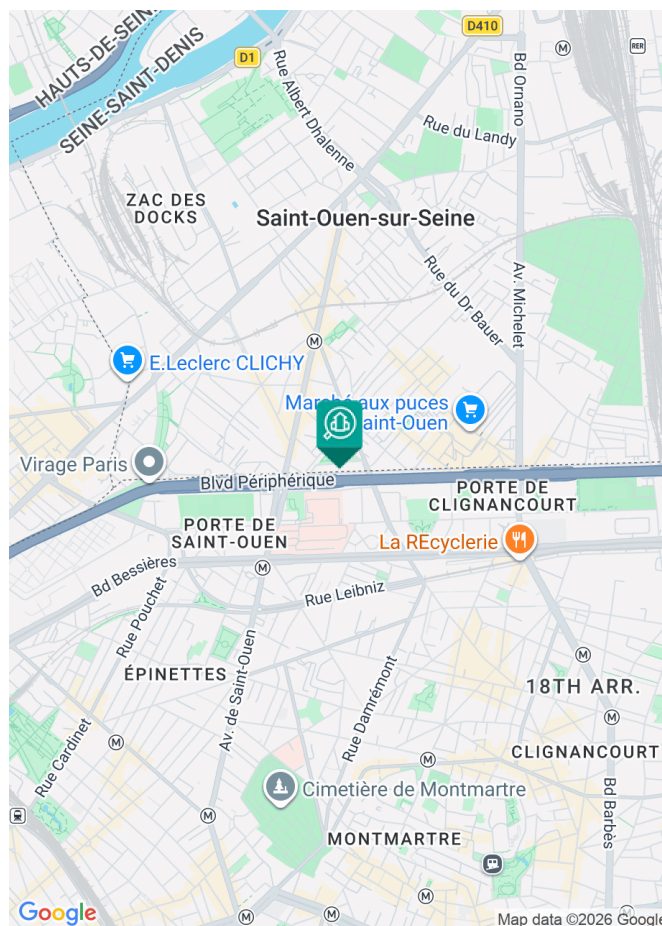 D410
HAUTS-DE-SEIN
D1
SEINE-SAINT-DENIS
Rue Albert Dhalenne
Bd Ornano
RER
M
Rue du Landy
ZAC DES
DOCKS
Saint-Ouen-sur-Seine
Rue du Dr Bauer
Av. Michelet
M
E.Leclerc CLICHY
Marché aux puces
Saint-Ouen
Virage Paris
Blvd Périphérique
PORTE DE
CLIGNANCOURT
PORTE DE
SAINT-OUEN
La REcyclerie
Bd Bessières
M
Rue Leibniz
Rue Pouchet
ÉPINETTES
Av. de Saint-Ouen
Rue Damrémont
M
18TH ARR.
M
Rue Cardinet
M
CLIGNANCOURT
M
Bd Barbès
Cimetière de Montmartre
M
MONTMARTRE
M
M
M
Google
Map data ©2026 Google